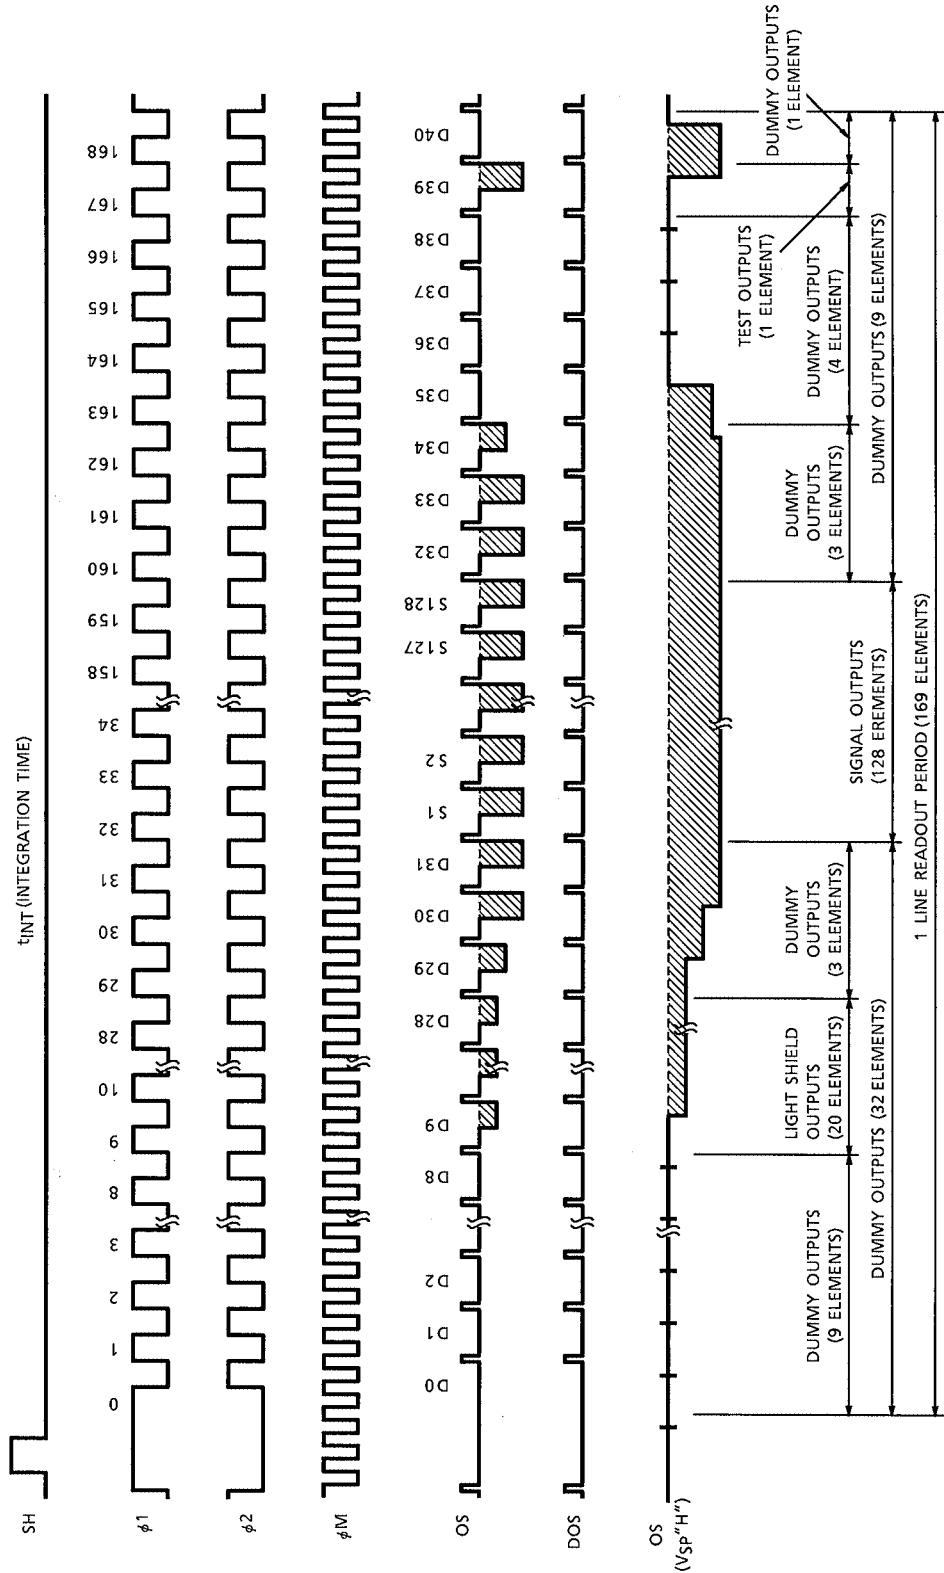 tINT (INTEGRATION TIME)
SH
0 1 2 3 8 9 10 28 29 30 31 32 33 34 158 159 160 161 162 163 164 165 166 167 168
φ1
φ2
φM
D0 D1 D2 D8 D9 D28 D29 D30 D31 S1 S2 S127 S128 D32 D33 D34 D35 D36 D37 D38 D39 D40
OS
DOS
OS
(VSP"H")
DUMMY OUTPUTS
(9 ELEMENTS)
LIGHT SHIELD
OUTPUTS
(20 ELEMENTS)
DUMMY
OUTPUTS
(3 ELEMENTS)
DUMMY OUTPUTS (32 ELEMENTS)
SIGNAL OUTPUTS
(128 EREMENTS)
DUMMY
OUTPUTS
(3 ELEMENTS)
DUMMY OUTPUTS
(4 ELEMENT)
TEST OUTPUTS
(1 ELEMENT)
DUMMY OUTPUTS
(1 ELEMENT)
DUMMY OUTPUTS (9 ELEMENTS)
1 LINE READOUT PERIOD (169 ELEMENTS)